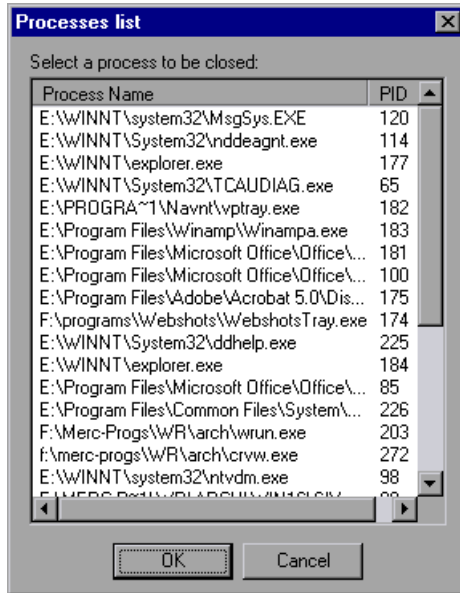 Processes list
Select a process to be closed:
Process Name PID
E:\WINNT\system32\MsgSys.EXE 120
E:\WINNT\System32\nddeagnt.exe 114
E:\WINNT\explorer.exe 177
E:\WINNT\System32\TCAUDIAG.exe 65
E:\PROGRA~1\Navnt\vptray.exe 182
E:\Program Files\Winamp\Winampa.exe 183
E:\Program Files\Microsoft Office\Office\... 181
E:\Program Files\Microsoft Office\Office\... 100
E:\Program Files\Adobe\Acrobat 5.0\Dis... 175
F:\programs\Webshots\WebshotsTray.exe 174
E:\WINNT\System32\ddhelp.exe 225
E:\WINNT\explorer.exe 184
E:\Program Files\Microsoft Office\Office\... 85
E:\Program Files\Common Files\System\... 226
F:\Merc-Progs\WR\arch\wrun.exe 203
f:\merc-progs\WR\arch\crvw.exe 272
E:\WINNT\system32\ntvdm.exe 98
OK Cancel